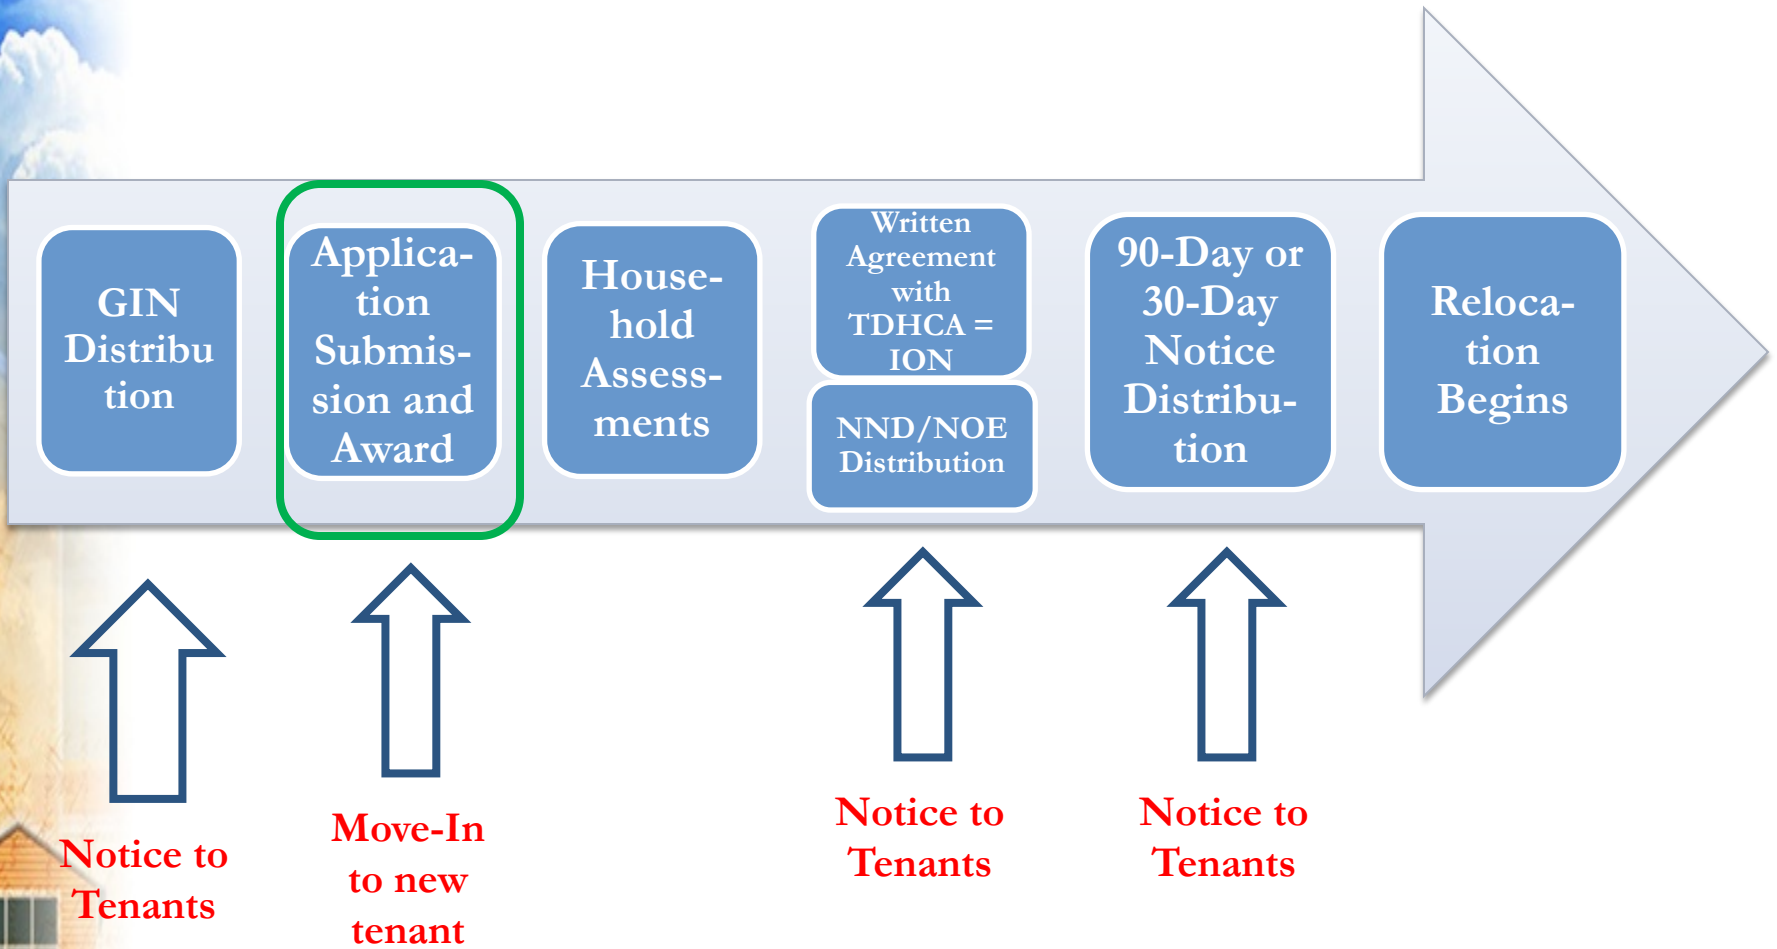 GIN
Distribu
tion
Applica-
tion
Submis-
sion and
Award
House-
hold
Assess-
ments
Written
Agreement
with
TDHCA =
ION
NND/NOE
Distribution
90-Day or
30-Day
Notice
Distribu-
tion
Reloca-
tion
Begins
Notice to
Tenants
Move-In
to new
tenant
Notice to
Tenants
Notice to
Tenants